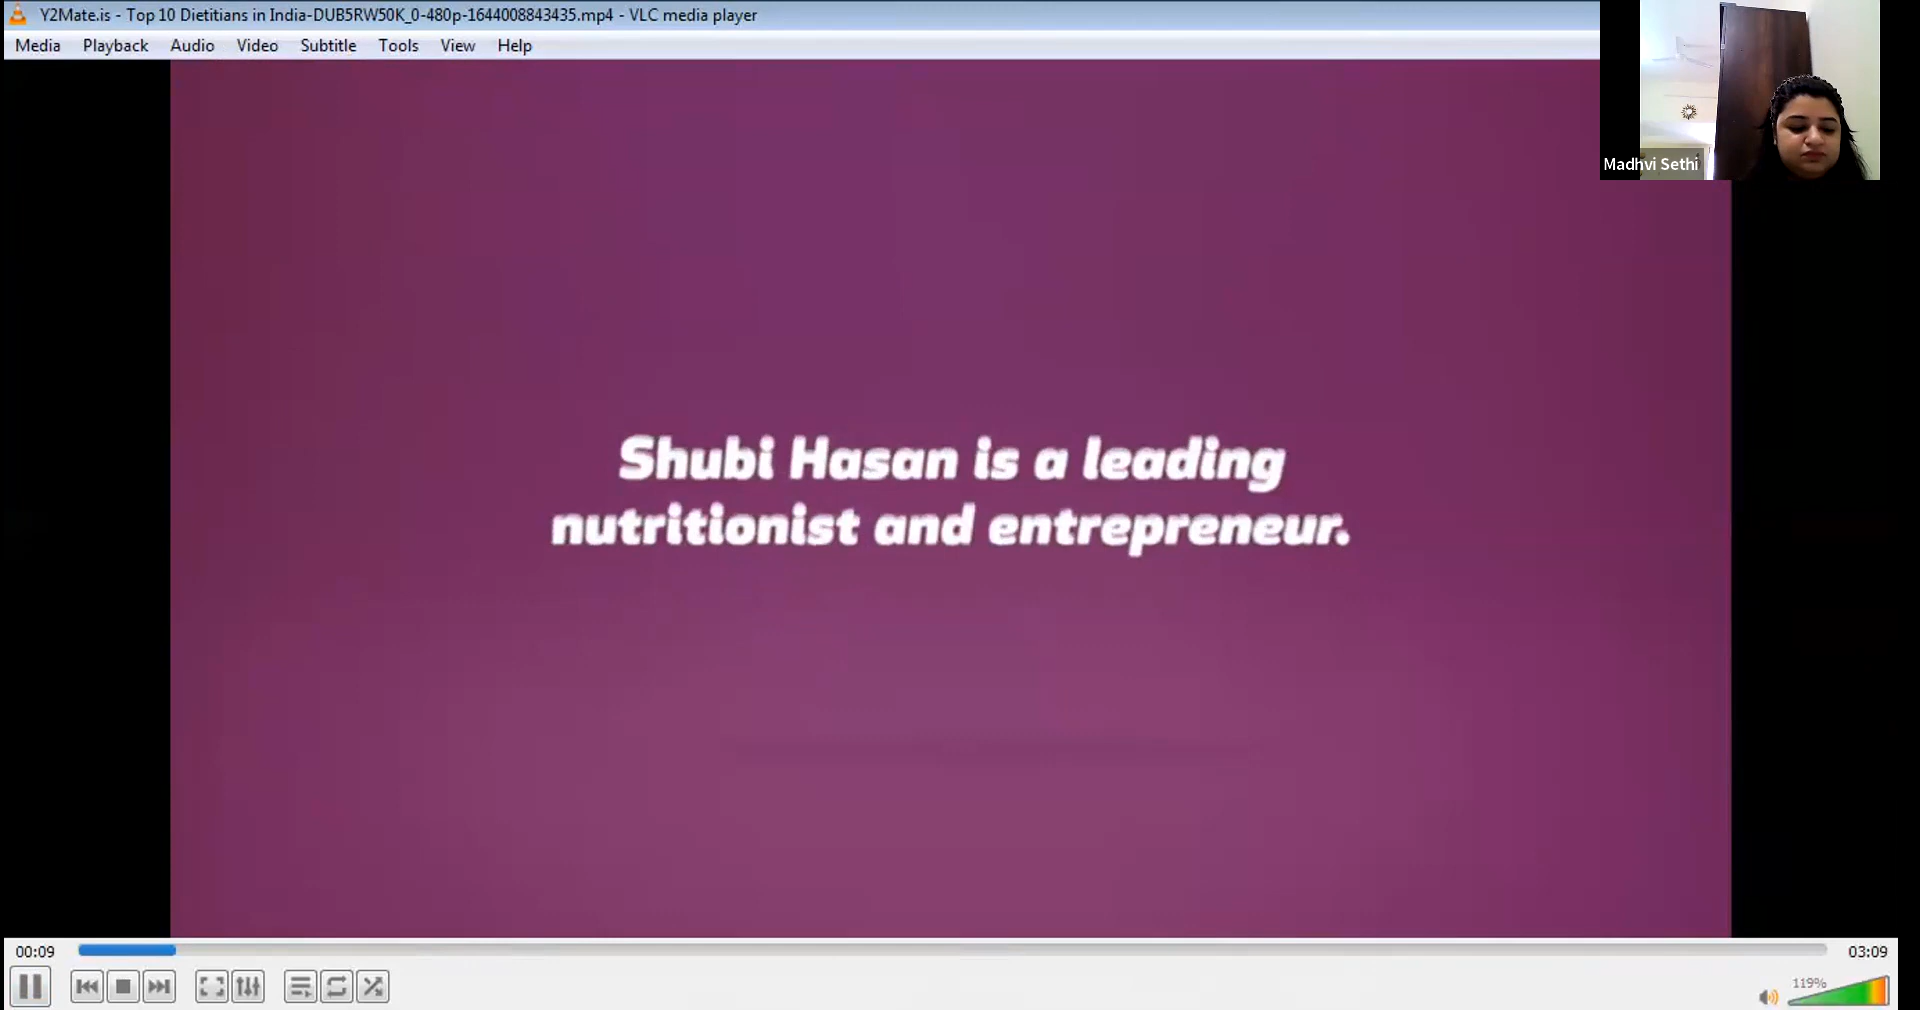 Y2Mate.is - Top 10 Dietitians in India-DUB5RW50K_0-480p-1644008843435.mp4 - VLC media player
Media Playback Audio Video Subtitle Tools View Help
Madhvi Sethi
Shubi Hasan is a leading
nutritionist and entrepreneur.
00:09
03:09
119%